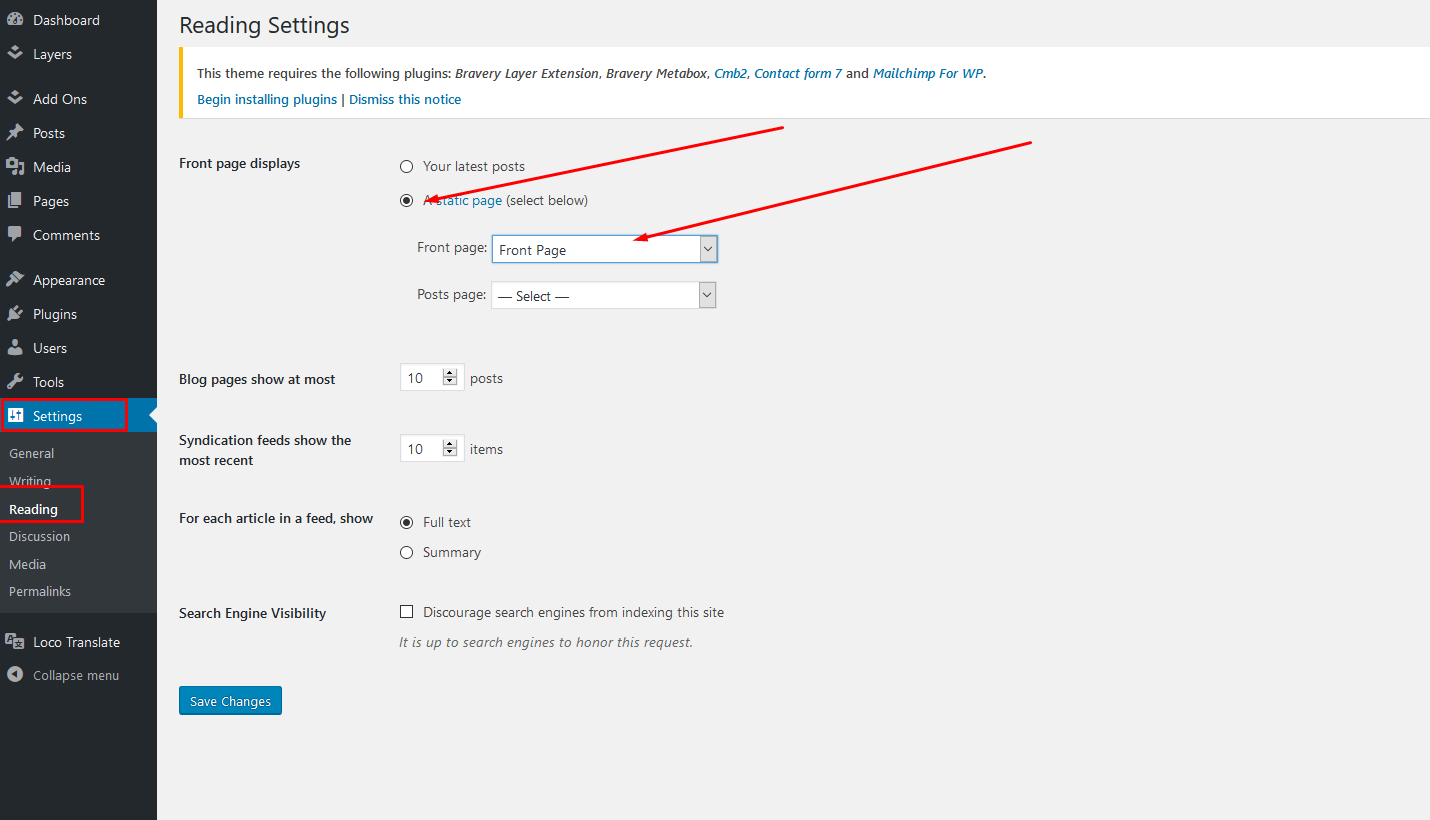 Dashboard
Layers
Add Ons
Posts
Media
Pages
Comments
Appearance
Plugins
Users
Tools
Settings
General
Writing
Reading
Discussion
Media
Permalinks
Loco Translate
Collapse menu
Reading Settings
This theme requires the following plugins: Bravery Layer Extension, Bravery Metabox, Cmb2, Contact form 7 and Mailchimp For WP.
Begin installing plugins | Dismiss this notice
Front page displays
Your latest posts
A static page (select below)
Front page: Front Page
Posts page: — Select —
Blog pages show at most 10 posts
Syndication feeds show the
most recent
10 items
For each article in a feed, show
Full text
Summary
Search Engine Visibility
Discourage search engines from indexing this site
It is up to search engines to honor this request.
Save Changes